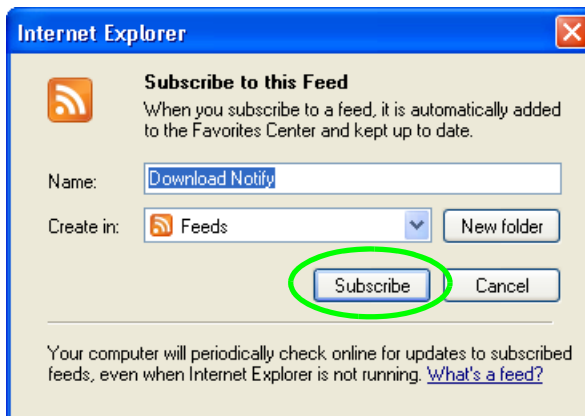 Internet Explorer
Subscribe to this Feed
When you subscribe to a feed, it is automatically added
to the Favorites Center and kept up to date.
Name: Download Notify
Create in: Feeds New folder
Subscribe Cancel
Your computer will periodically check online for updates to subscribed
feeds, even when Internet Explorer is not running. What's a feed?